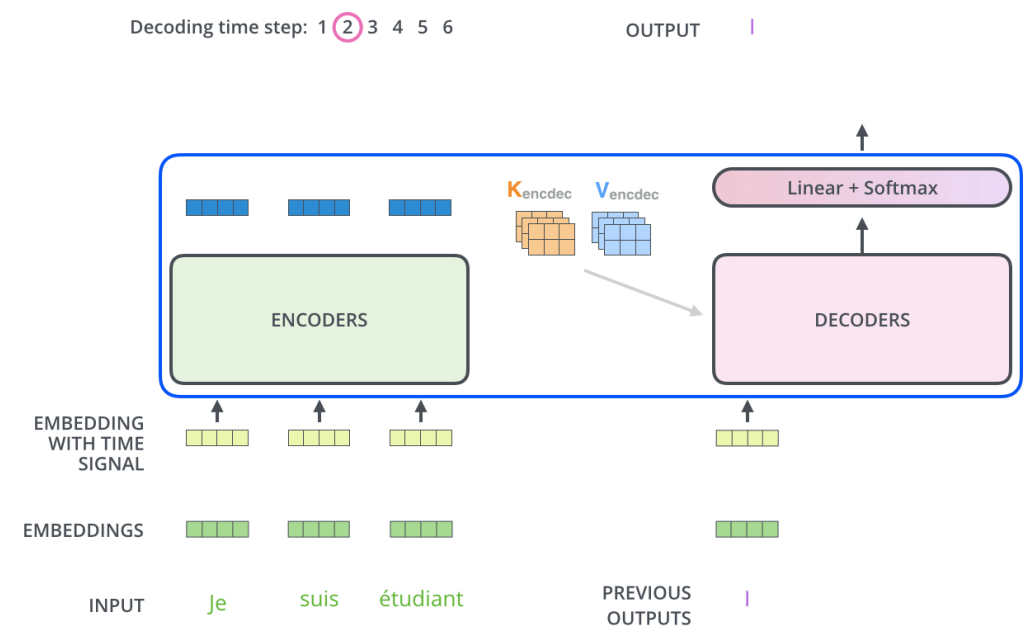 Decoding time step: 1 2 3 4 5 6
OUTPUT I
Linear + Softmax
Kencdec Vencdec
ENCODERS
DECODERS
EMBEDDING
WITH TIME
SIGNAL
EMBEDDINGS
INPUT Je suis étudiant
PREVIOUS
OUTPUTS I